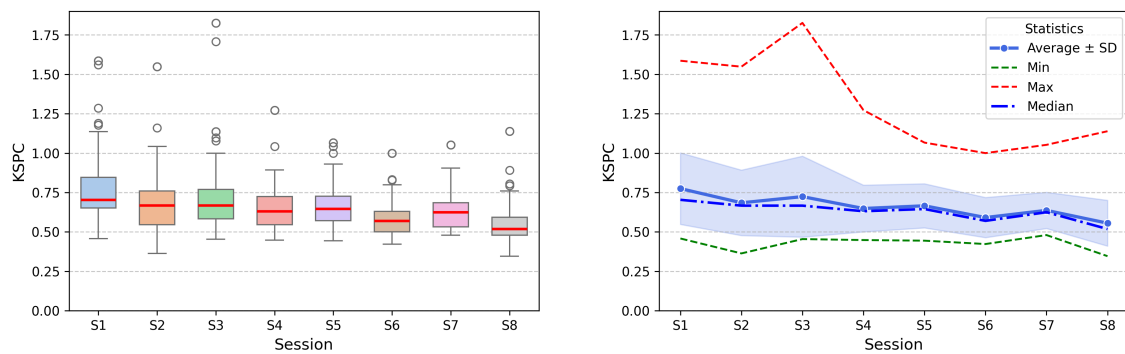 KSPC
1.75
1.50
1.25
1.00
0.75
0.50
0.25
0.00
S1 S2 S3 S4 S5 S6 S7 S8
Session
KSPC
1.75
1.50
1.25
1.00
0.75
0.50
0.25
0.00
S1 S2 S3 S4 S5 S6 S7 S8
Session
Statistics
Average ± SD
Min
Max
Median